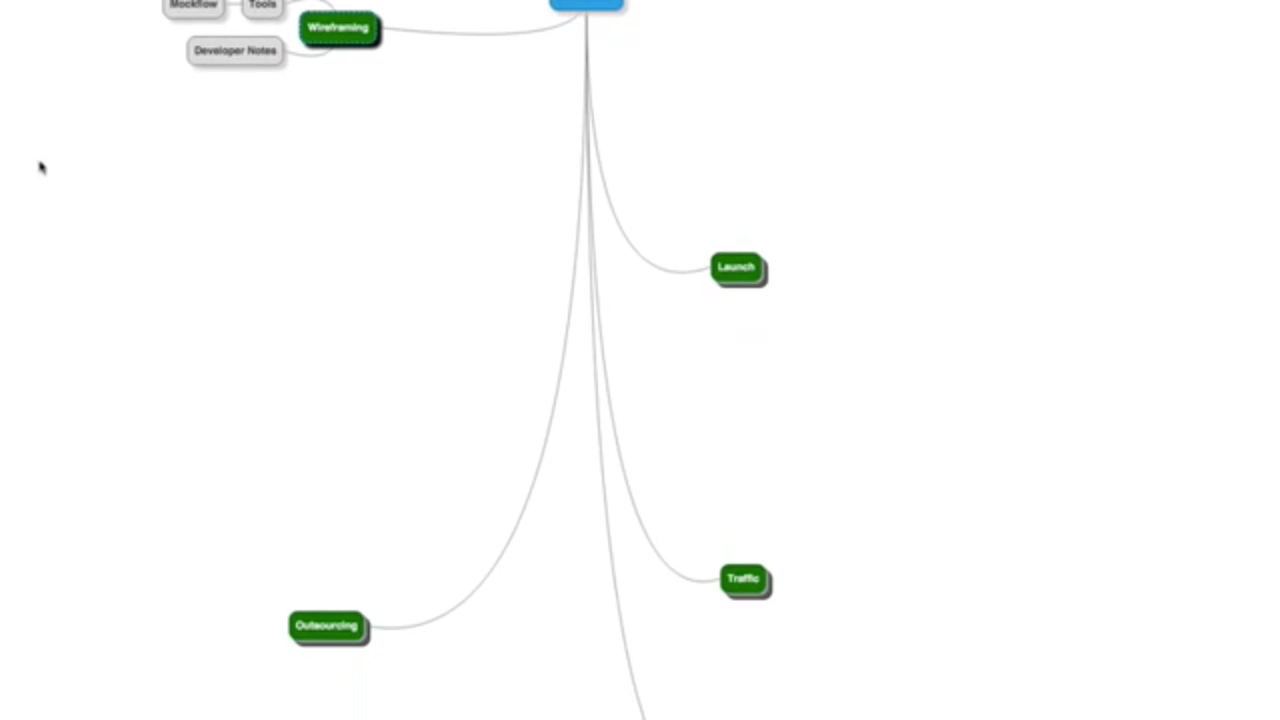 Mockflow
Tools
Wireframing
Developer Notes
Launch
Traffic
Outsourcing